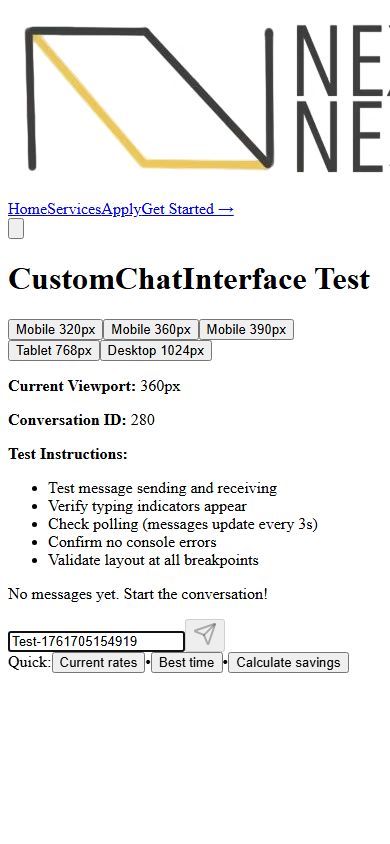 NE
NE
HomeServicesApplyGet Started →
CustomChatInterface Test
Mobile 320px Mobile 360px Mobile 390px
Tablet 768px Desktop 1024px
Current Viewport: 360px
Conversation ID: 280
Test Instructions:
• Test message sending and receiving
• Verify typing indicators appear
• Check polling (messages update every 3s)
• Confirm no console errors
• Validate layout at all breakpoints
No messages yet. Start the conversation!
Test-1761705154919
Quick: Current rates • Best time • Calculate savings